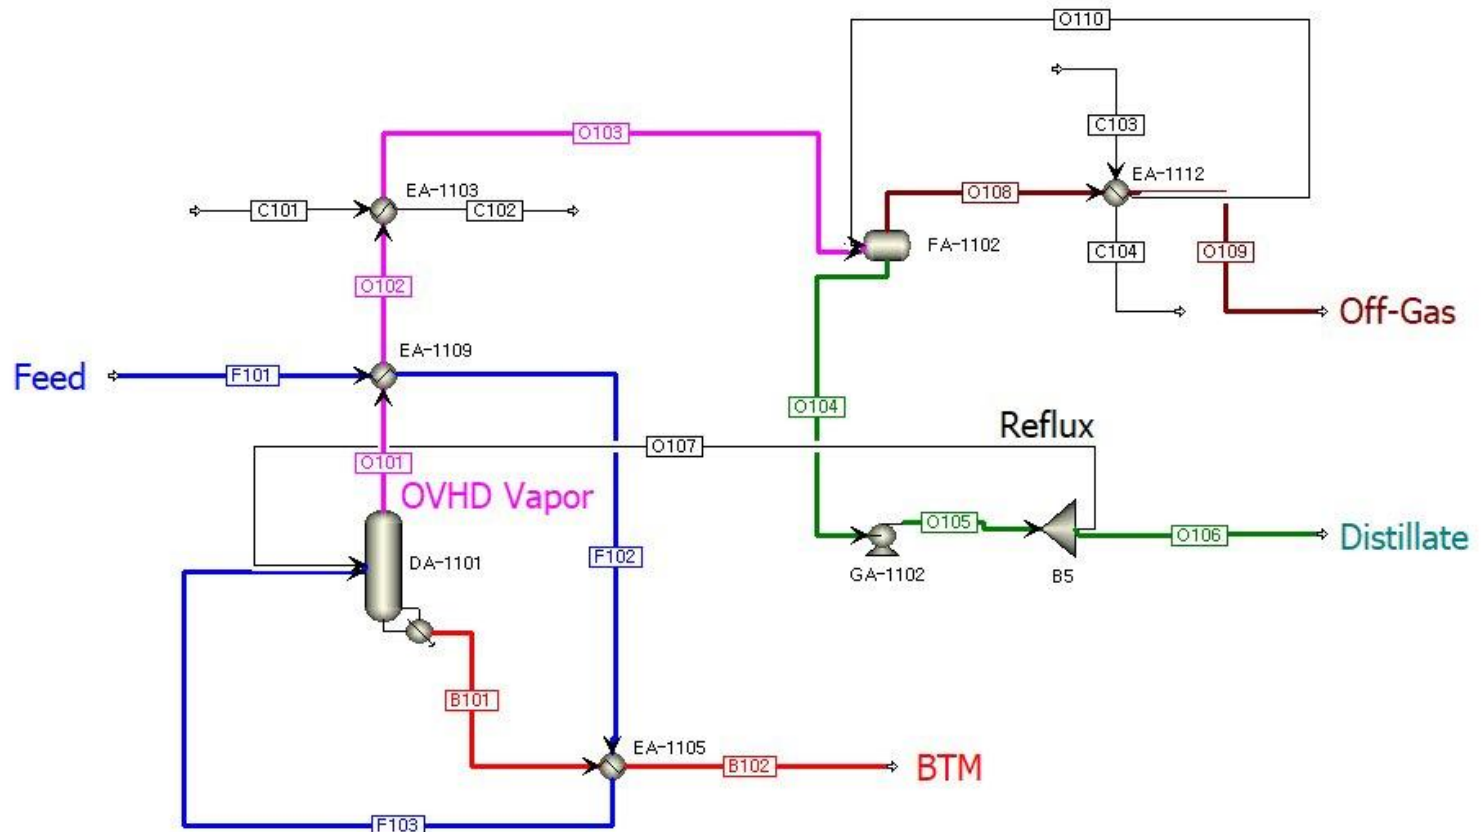 O110
C103
O103
EA-1112
EA-1103
O108
C101
C102
FA-1102
C104
O109
O102
Off-Gas
EA-1109
Feed
F101
O104
Reflux
O107
O101
OVHD Vapor
O105
O106
Distillate
F102
DA-1101
GA-1102
B5
B101
EA-1105
B102
BTM
F103